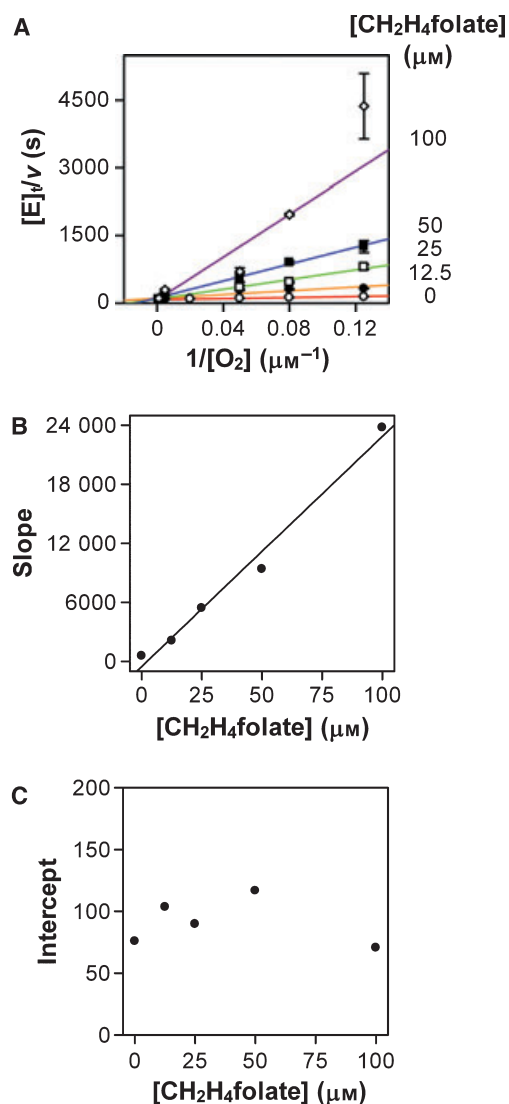 A
[CH₂H₄folate]
(μM)
4500
3000
1500
0
[E]ₜ/v (s)
100
50
25
12.5
0
0 0.04 0.08 0.12
1/[O₂] (μM⁻¹)
B
24 000
18 000
12 000
6000
0
Slope
0 25 50 75 100
[CH₂H₄folate] (μM)
C
200
150
100
50
0
Intercept
0 25 50 75 100
[CH₂H₄folate] (μM)